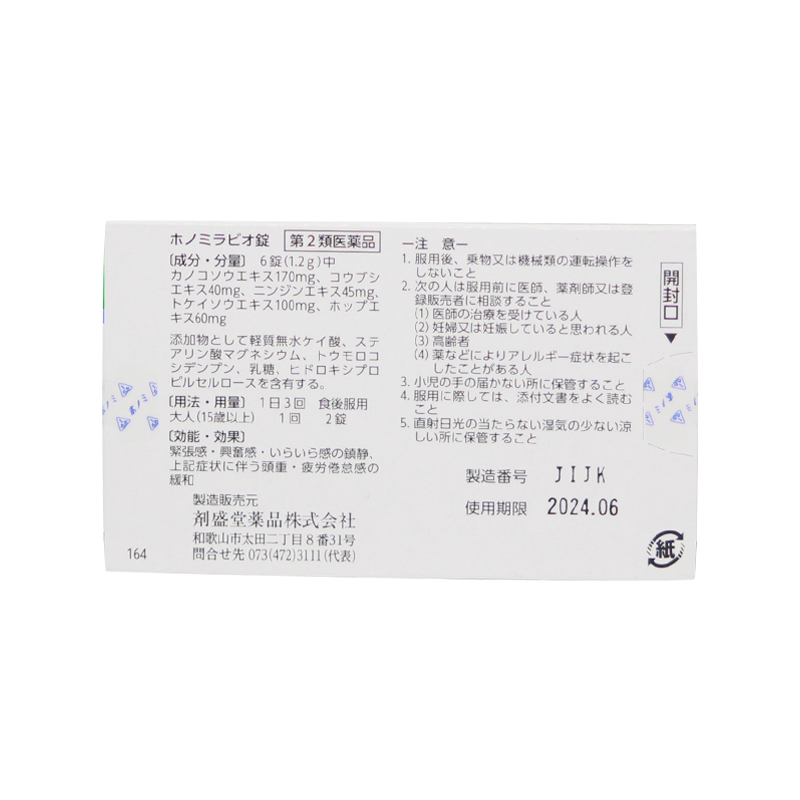 ホノミラピオ錠 第2類医薬品
〔成分・分量〕 6錠(1.2g)中
カノコソウエキス170mg、コウブシ
エキス40mg、ニンジンエキス45mg、
トケイソウエキス100mg、ホップエ
キス60mg
添加物として軽質無水ケイ酸、ステ
アリン酸マグネシウム、トウモロコ
シデンプン、乳糖、ヒドロキシプロ
ピルセルロースを含有する。
〔用法・用量〕 1日3回 食後服用
大人(15歳以上) 1回 2錠
〔効能・効果〕
緊張感・興奮感・いらいら感の鎮静、
上記症状に伴う頭重・疲労倦怠感の
緩和
製造販売元
剤盛堂薬品株式会社
和歌山市太田二丁目8番31号
問合せ先 073(472)3111(代表)
164
ー注 意ー
1. 服用後、乗物又は機械類の運転操作を
しないこと
2. 次の人は服用前に医師、薬剤師又は登
録販売者に相談すること
(1) 医師の治療を受けている人
(2) 妊婦又は妊娠していると思われる人
(3) 高齢者
(4) 薬などによりアレルギー症状を起こ
したことがある人
3. 小児の手の届かない所に保管すること
4. 服用に際しては、添付文書をよく読む
こと
5. 直射日光の当たらない湿気の少ない涼
しい所に保管すること
製造番号 JIJK
使用期限 2024.06
開封口
▼
紙
ホノミ
ホノミ